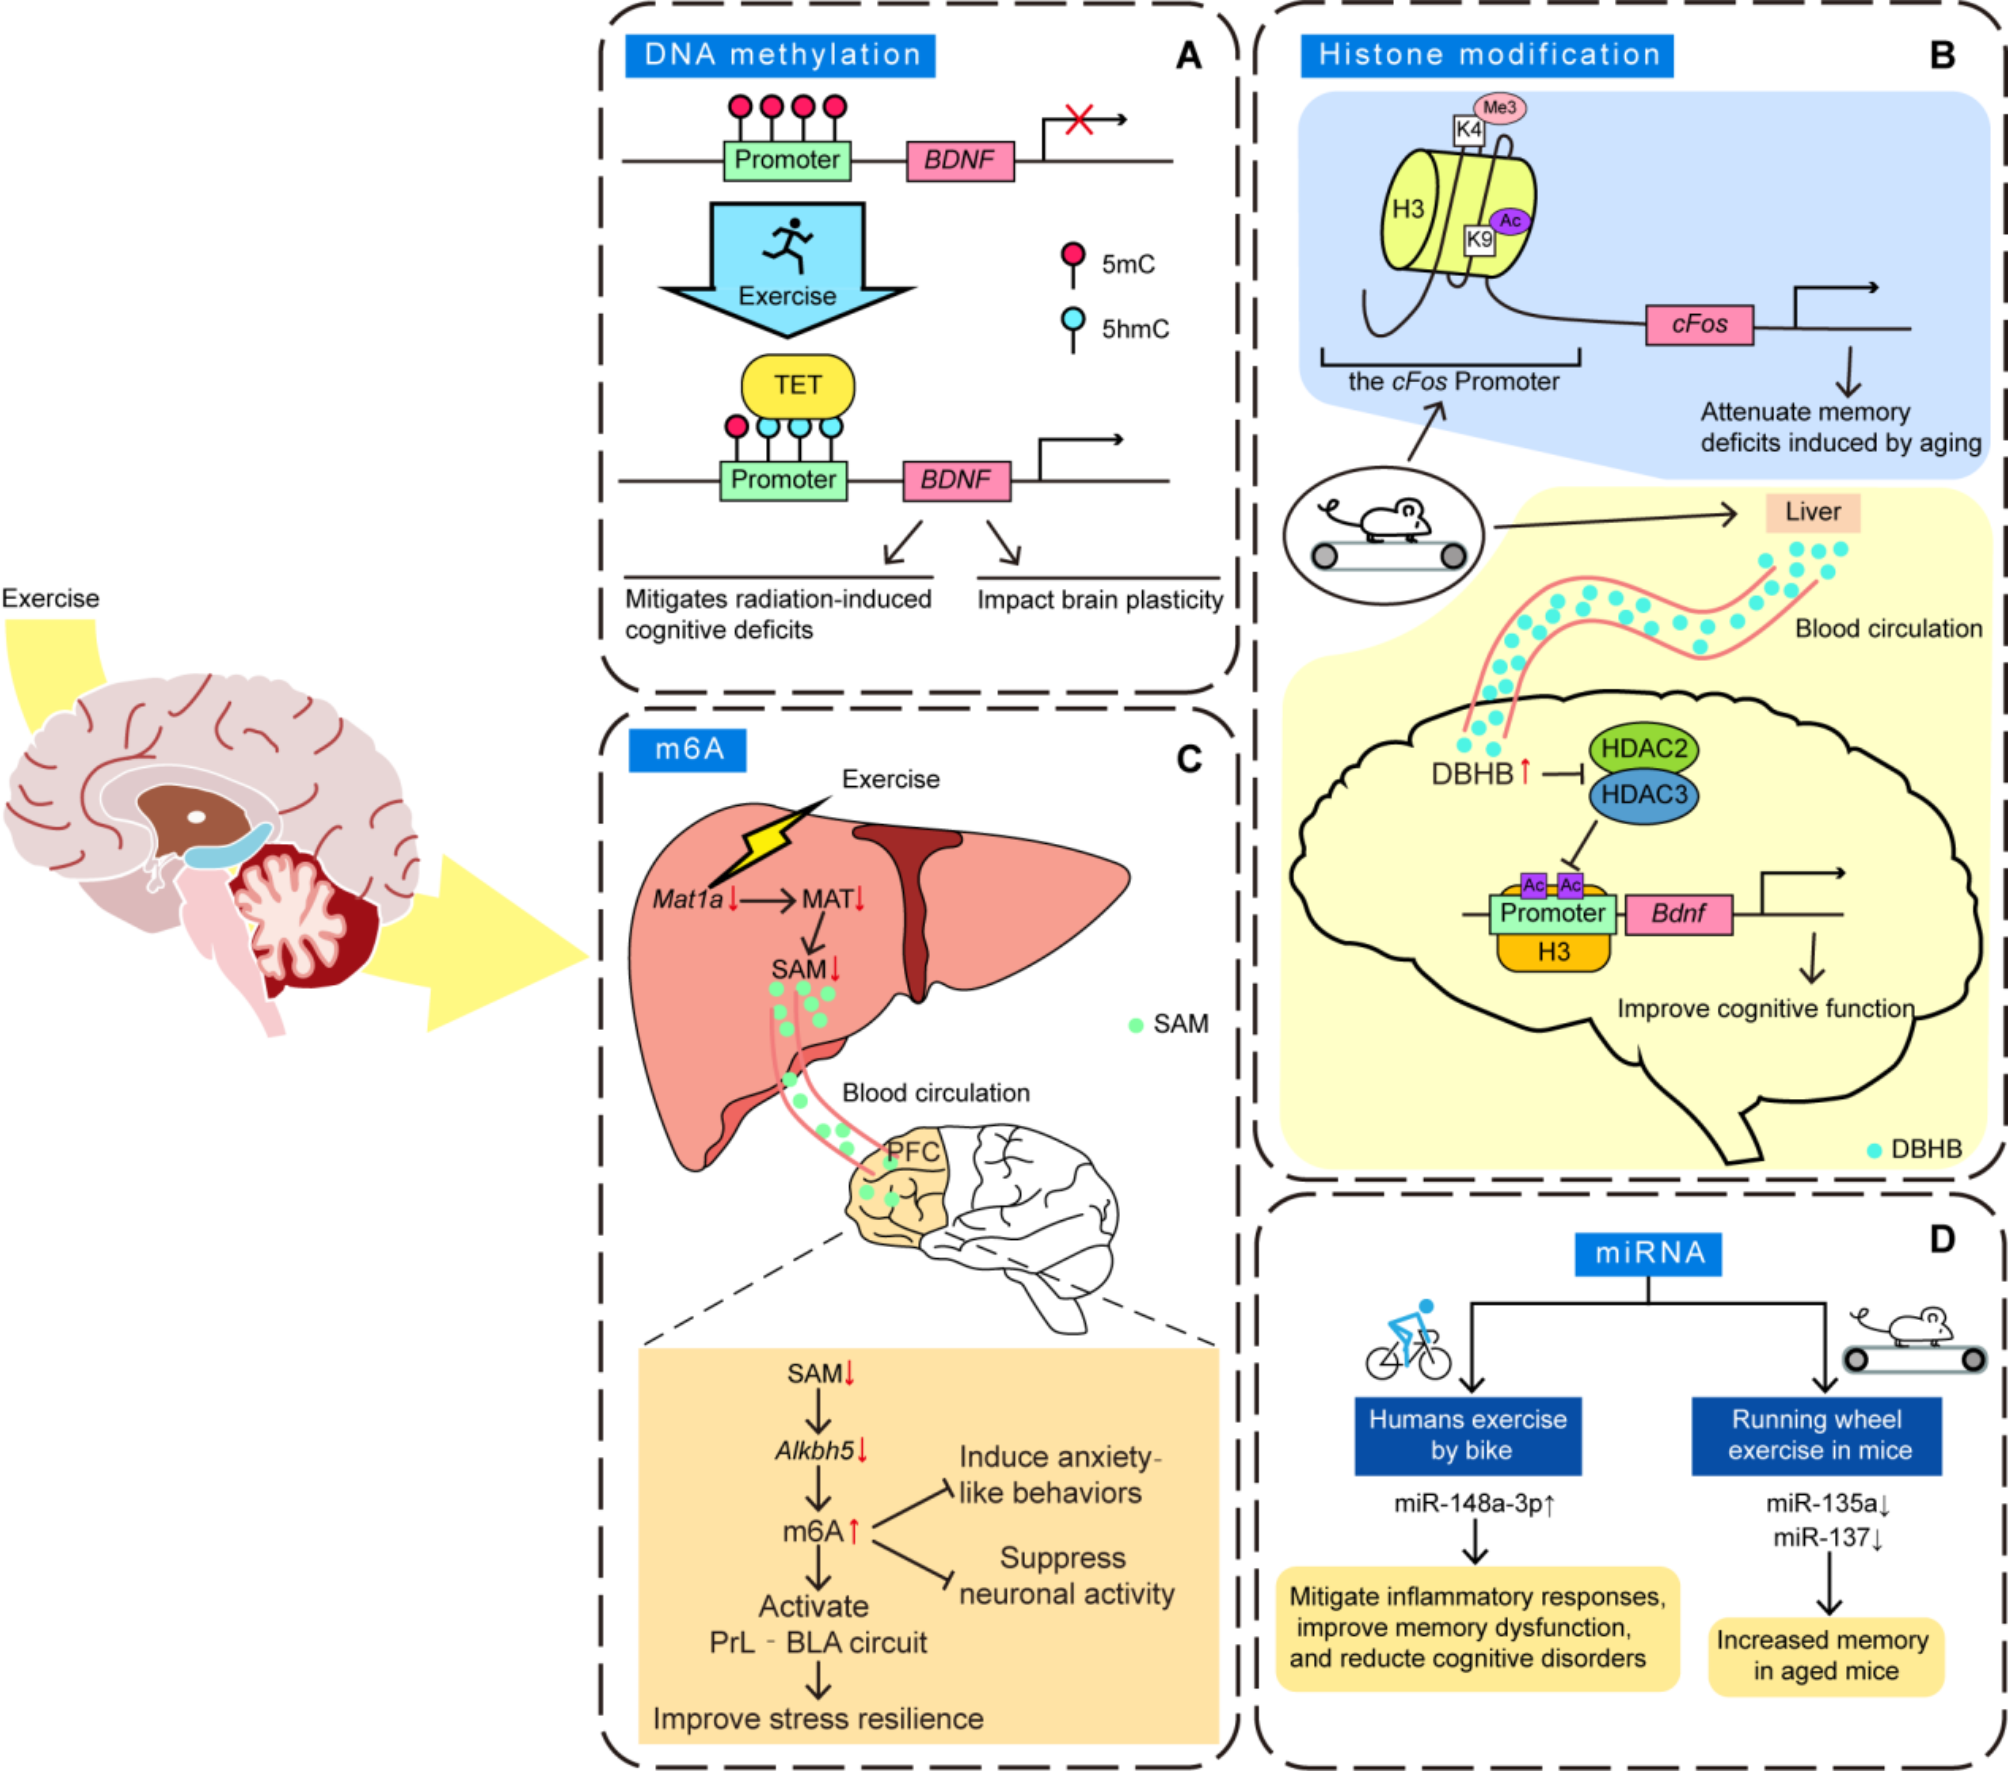 Exercise
DNA methylation
A
Promoter
BDNF
Exercise
5mC
5hmC
TET
Promoter
BDNF
Mitigates radiation-induced
cognitive deficits
Impact brain plasticity
Histone modification
B
Me3
K4
H3
Ac
K9
cFos
the cFos Promoter
Attenuate memory
deficits induced by aging
Liver
Blood circulation
DBHB↑
HDAC2
HDAC3
Ac
Ac
Promoter
Bdnf
H3
Improve cognitive function
DBHB
m6A
C
Exercise
Mat1a↓
MAT↓
SAM↓
SAM
Blood circulation
PFC
SAM↓
Alkbh5↓
m6A↑
Induce anxiety-
like behaviors
Suppress
neuronal activity
Activate
PrL - BLA circuit
Improve stress resilience
D
miRNA
Humans exercise
by bike
miR-148a-3p↑
Mitigate inflammatory responses,
improve memory dysfunction,
and reducte cognitive disorders
Running wheel
exercise in mice
miR-135a↓
miR-137↓
Increased memory
in aged mice